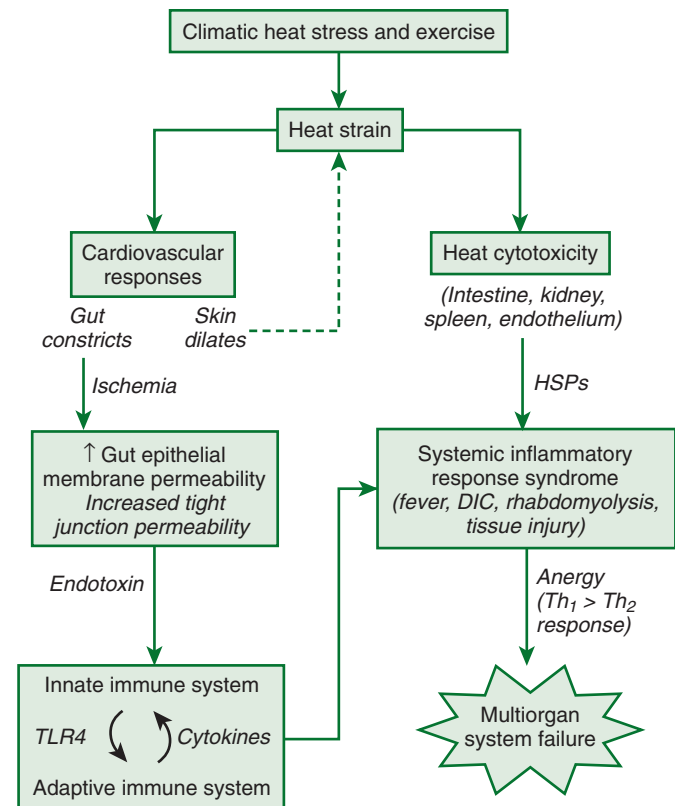 Climatic heat stress and exercise
Heat strain
Cardiovascular
responses
Gut
constricts
Skin
dilates
Ischemia
↑ Gut epithelial
membrane permeability
Increased tight
junction permeability
Endotoxin
Innate immune system
TLR4
Cytokines
Adaptive immune system
Heat cytotoxicity
(Intestine, kidney,
spleen, endothelium)
HSPs
Systemic inflammatory
response syndrome
(fever, DIC, rhabdomyolysis,
tissue injury)
Anergy
(Th₁ > Th₂
response)
Multiorgan
system failure